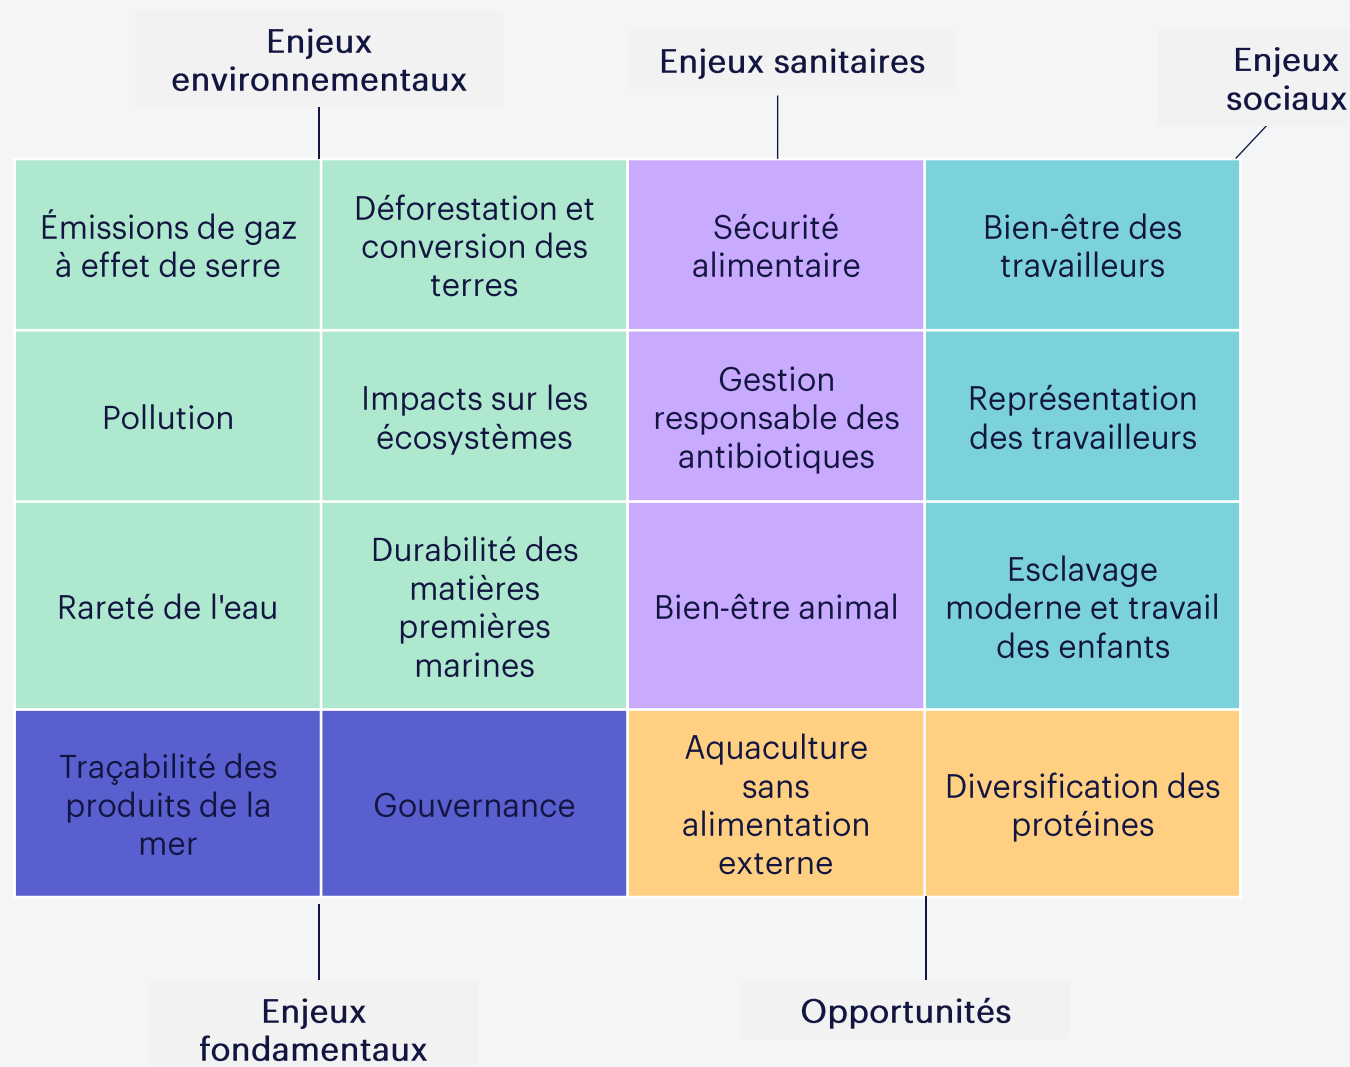 Enjeux
environnementaux
Enjeux sanitaires
Enjeux
sociaux
Émissions de gaz
à effet de serre
Déforestation et
conversion des
terres
Sécurité
alimentaire
Bien-être des
travailleurs
Pollution
Impacts sur les
écosystèmes
Gestion
responsable des
antibiotiques
Représentation
des travailleurs
Rareté de l'eau
Durabilité des
matières
premières
marines
Bien-être animal
Esclavage
moderne et travail
des enfants
Traçabilité des
produits de la
mer
Gouvernance
Aquaculture
sans
alimentation
externe
Diversification des
protéines
Enjeux
fondamentaux
Opportunités